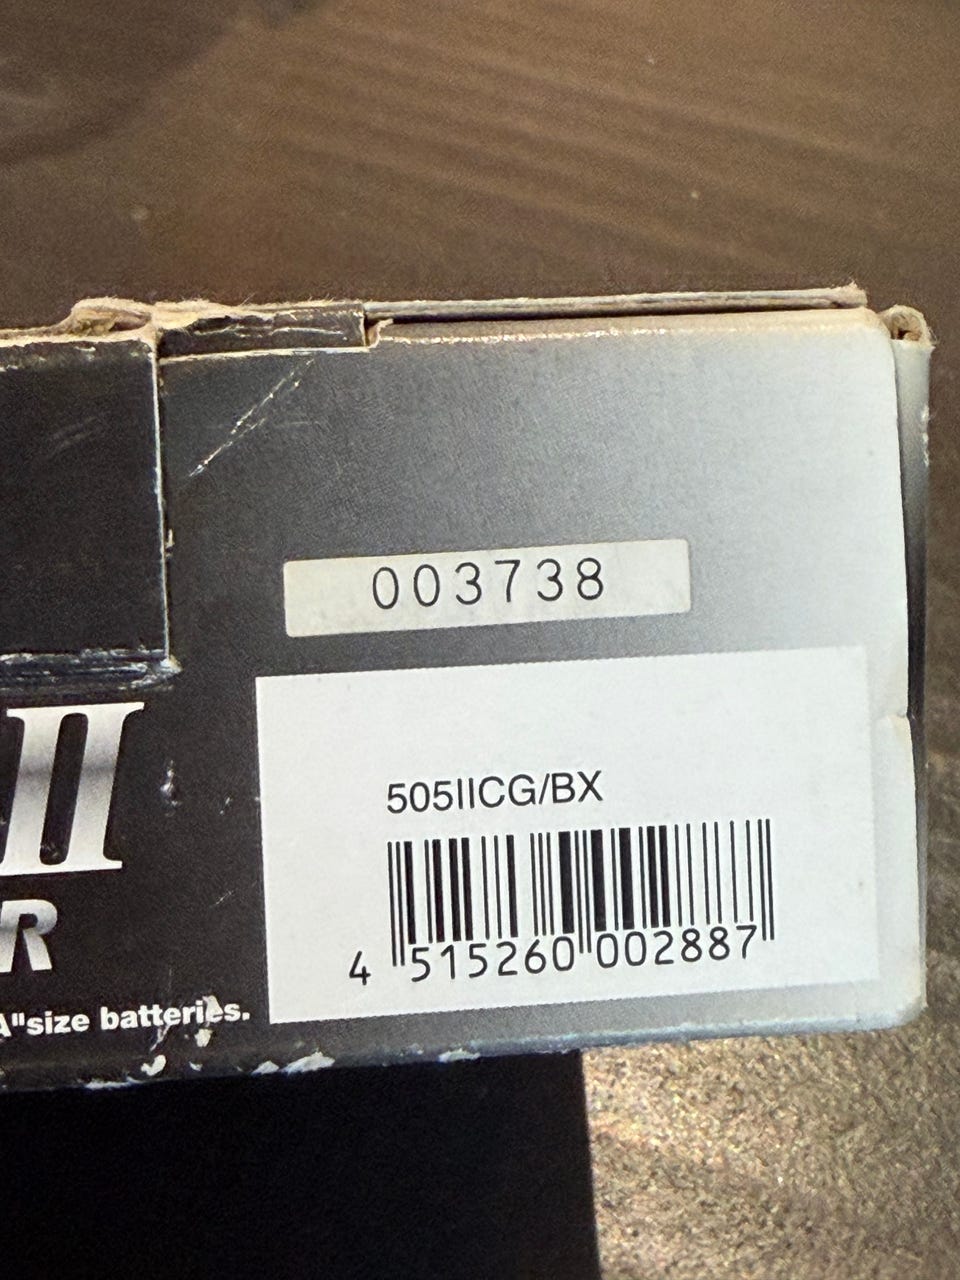 003738
505IICG/BX
4 515260 002887
II
R
A"size batteries.